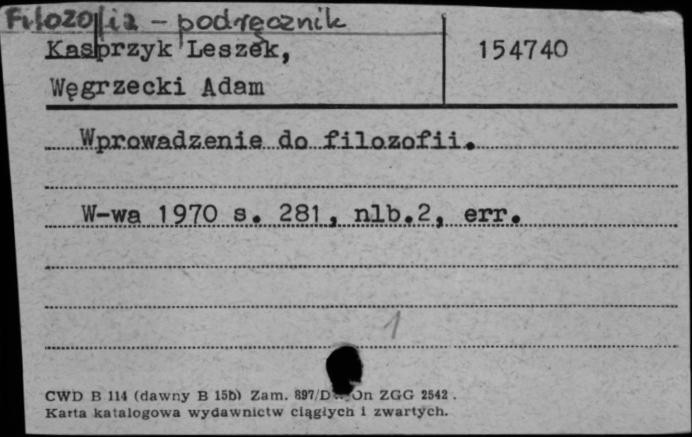 Filozofia - podręcznik
Kasprzyk Leszek,
154740
Węgrzecki Adam
Wprowadzenie do filozofii.
W-wa 1970 s. 281, nlb.2, err.
1
CWD B 114 (dawny B 15b) Zam. 897/D On ZGG 2542.
Karta katalogowa wydawnictw ciągłych i zwartych.